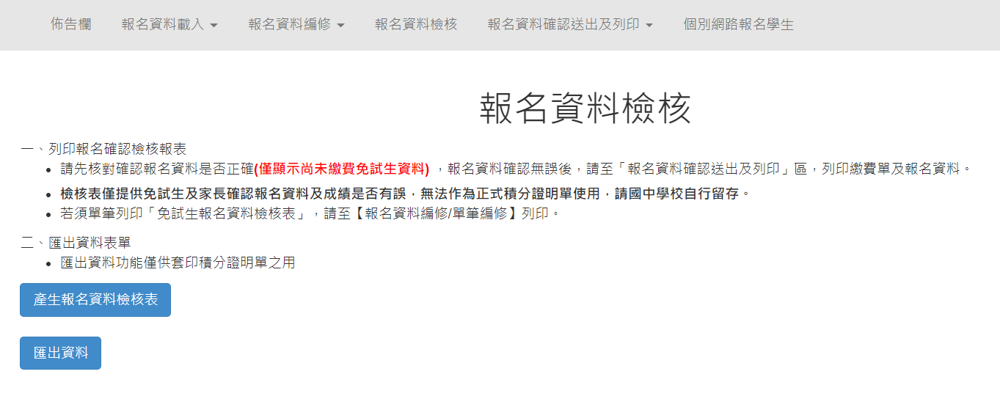 佈告欄 報名資料載入 報名資料編修 報名資料檢核 報名資料確認送出及列印 個別網路報名學生
報名資料檢核
一、列印報名確認檢核報表
• 請先核對確認報名資料是否正確(僅顯示尚未繳費免試生資料) ，報名資料確認無誤後，請至「報名資料確認送出及列印」區，列印繳費單及報名資料。
• 檢核表僅提供免試生及家長確認報名資料及成績是否有誤，無法作為正式積分證明單使用，請國中學校自行留存。
• 若須單筆列印「免試生報名資料檢核表」，請至【報名資料編修/單筆編修】列印。
二、匯出資料表單
• 匯出資料功能僅供套印積分證明單之用
產生報名資料檢核表
匯出資料